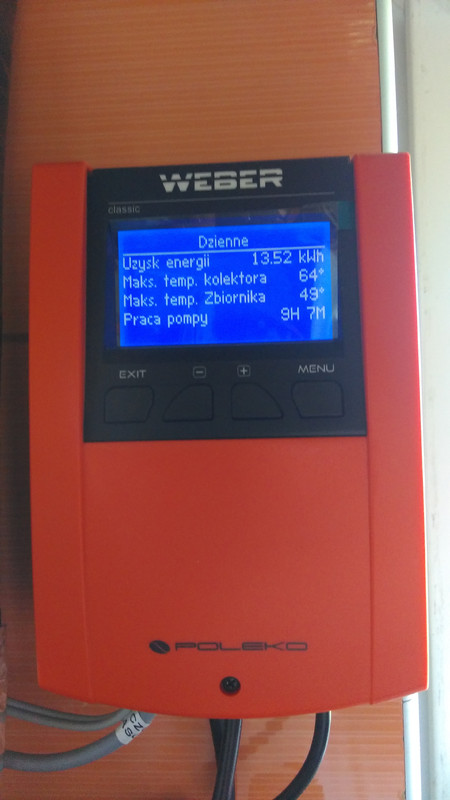 WEBER
classic
Dzienne
Uzysk energii 13.52 kWh
Maks. temp. kolektora 64°
Maks. temp. Zbiornika 49°
Praca pompy 9H 7M
EXIT - + MENU
POLEKO